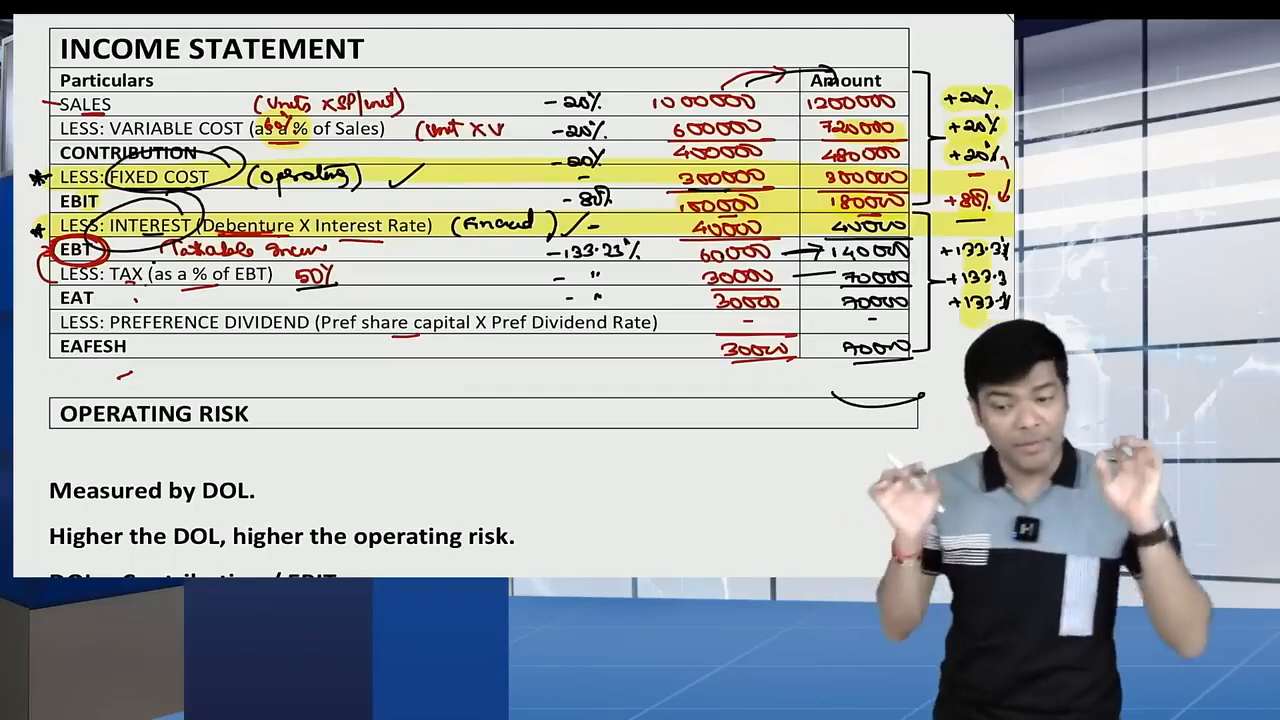 INCOME STATEMENT
Particulars Amount
SALES (Units X SP/unit) -20% 1000000 1200000 +20%
LESS: VARIABLE COST (as a % of Sales) 60% (Unit X V -20% 600000 720000 +20%
CONTRIBUTION -20% 400000 480000 +20%
LESS: FIXED COST (Operating) - 300000 300000 -
EBIT -80% 100000 180000 +80%
LESS: INTEREST (Debenture X Interest Rate) (Financial) - 40000 40000 -
EBT Taxable Income 60000 140000 +133.3%
LESS: TAX (as a % of EBT) 50% - " 30000 70000 +133.3
EAT - " 30000 70000
LESS: PREFERENCE DIVIDEND (Pref share capital X Pref Dividend Rate) - -
EAFESH 30000 70000
OPERATING RISK
Measured by DOL.
Higher the DOL, higher the operating risk.
H